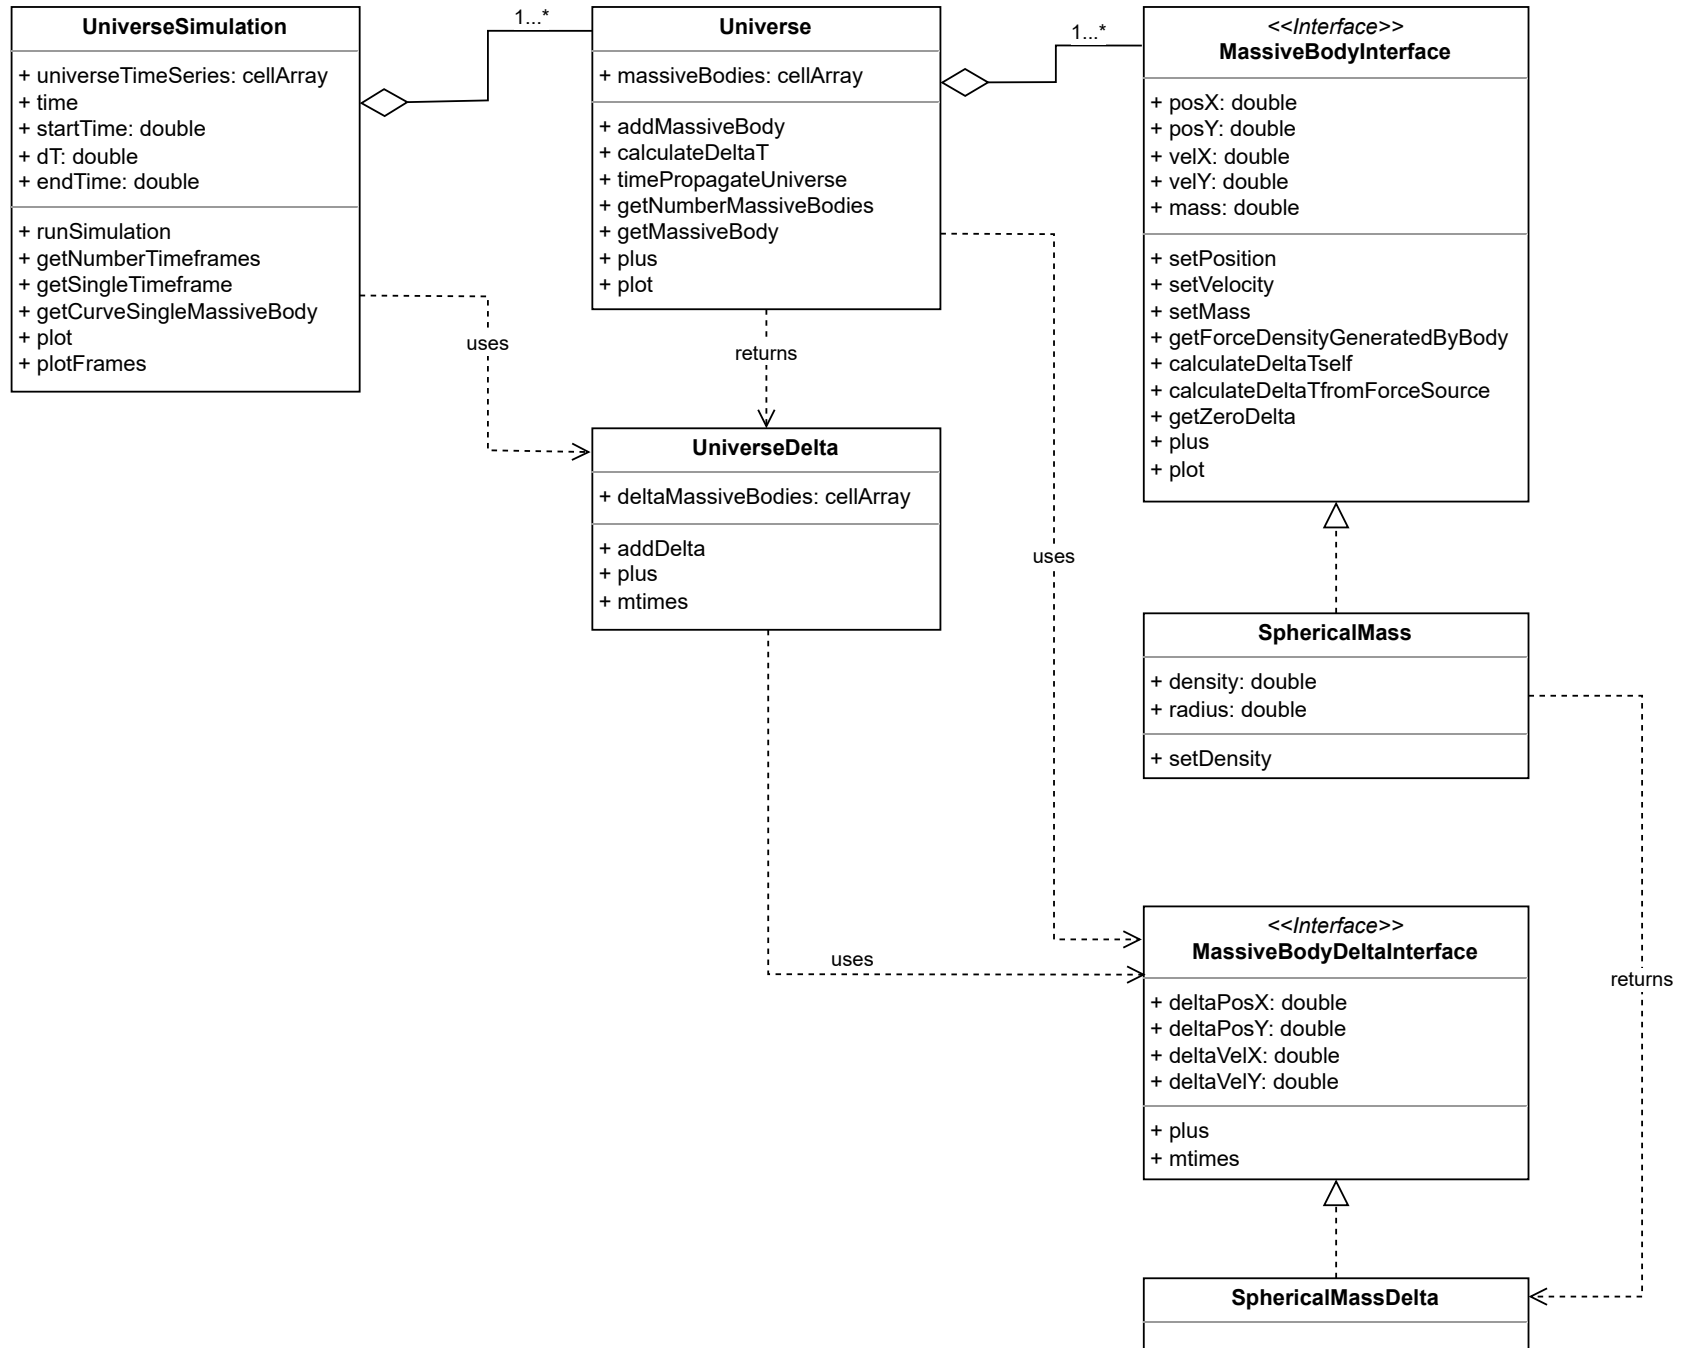 UniverseSimulation
+ universeTimeSeries: cellArray
+ time
+ startTime: double
+ dT: double
+ endTime: double
+ runSimulation
+ getNumberTimeframes
+ getSingleTimeframe
+ getCurveSingleMassiveBody
+ plot
+ plotFrames
1...*
Universe
+ massiveBodies: cellArray
+ addMassiveBody
+ calculateDeltaT
+ timePropagateUniverse
+ getNumberMassiveBodies
+ getMassiveBody
+ plus
+ plot
1...*
<<Interface>>
MassiveBodyInterface
+ posX: double
+ posY: double
+ velX: double
+ velY: double
+ mass: double
+ setPosition
+ setVelocity
+ setMass
+ getForceDensityGeneratedByBody
+ calculateDeltaTself
+ calculateDeltaTfromForceSource
+ getZeroDelta
+ plus
+ plot
uses
returns
UniverseDelta
+ deltaMassiveBodies: cellArray
+ addDelta
+ plus
+ mtimes
uses
SphericalMass
+ density: double
+ radius: double
+ setDensity
uses
<<Interface>>
MassiveBodyDeltaInterface
+ deltaPosX: double
+ deltaPosY: double
+ deltaVelX: double
+ deltaVelY: double
+ plus
+ mtimes
returns
SphericalMassDelta